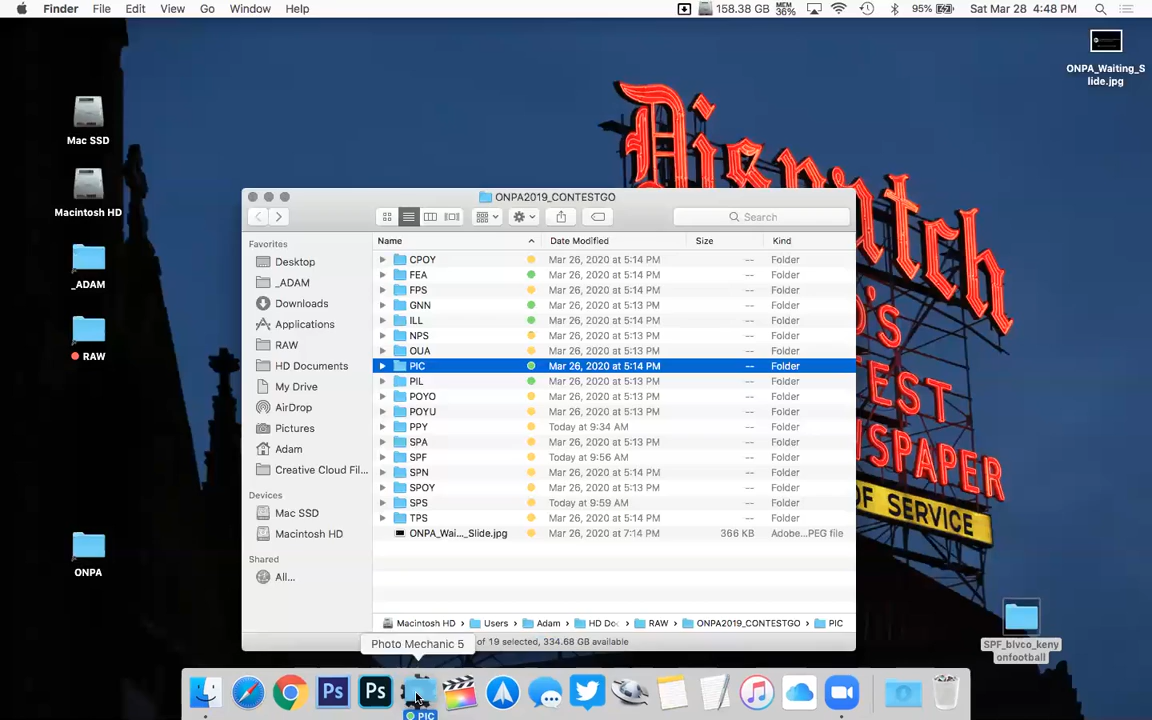 Finder File Edit View Go Window Help 158.38 GB MEM 36% 95% Sat Mar 28 4:48 PM
ONPA_Waiting_S
lide.jpg
Mac SSD
Macintosh HD
_ADAM
RAW
ONPA
SPF_blvco_keny
onfootball
Dispatch
O'S
EST
WSPAPER
OF SERVICE
ONPA2019_CONTESTGO
Search
Favorites
Desktop
_ADAM
Downloads
Applications
RAW
HD Documents
My Drive
AirDrop
Pictures
Adam
Creative Cloud Fil...
Devices
Mac SSD
Macintosh HD
Shared
All...
Name Date Modified Size Kind
CPOY Mar 26, 2020 at 5:14 PM -- Folder
FEA Mar 26, 2020 at 5:14 PM -- Folder
FPS Mar 26, 2020 at 5:14 PM -- Folder
GNN Mar 26, 2020 at 5:13 PM -- Folder
ILL Mar 26, 2020 at 5:14 PM -- Folder
NPS Mar 26, 2020 at 5:13 PM -- Folder
OUA Mar 26, 2020 at 5:13 PM -- Folder
PIC Mar 26, 2020 at 5:14 PM -- Folder
PIL Mar 26, 2020 at 5:13 PM -- Folder
POYO Mar 26, 2020 at 5:13 PM -- Folder
POYU Mar 26, 2020 at 5:13 PM -- Folder
PPY Today at 9:34 AM -- Folder
SPA Mar 26, 2020 at 5:13 PM -- Folder
SPF Today at 9:56 AM -- Folder
SPN Mar 26, 2020 at 5:14 PM -- Folder
SPOY Mar 26, 2020 at 5:13 PM -- Folder
SPS Today at 9:59 AM -- Folder
TPS Mar 26, 2020 at 5:14 PM -- Folder
ONPA_Wai..._Slide.jpg Mar 26, 2020 at 7:14 PM 366 KB Adobe...PEG file
Macintosh HD Users Adam HD Doc RAW ONPA2019_CONTESTGO PIC
of 19 selected, 334.68 GB available
Photo Mechanic 5
Ps Ps
PIC